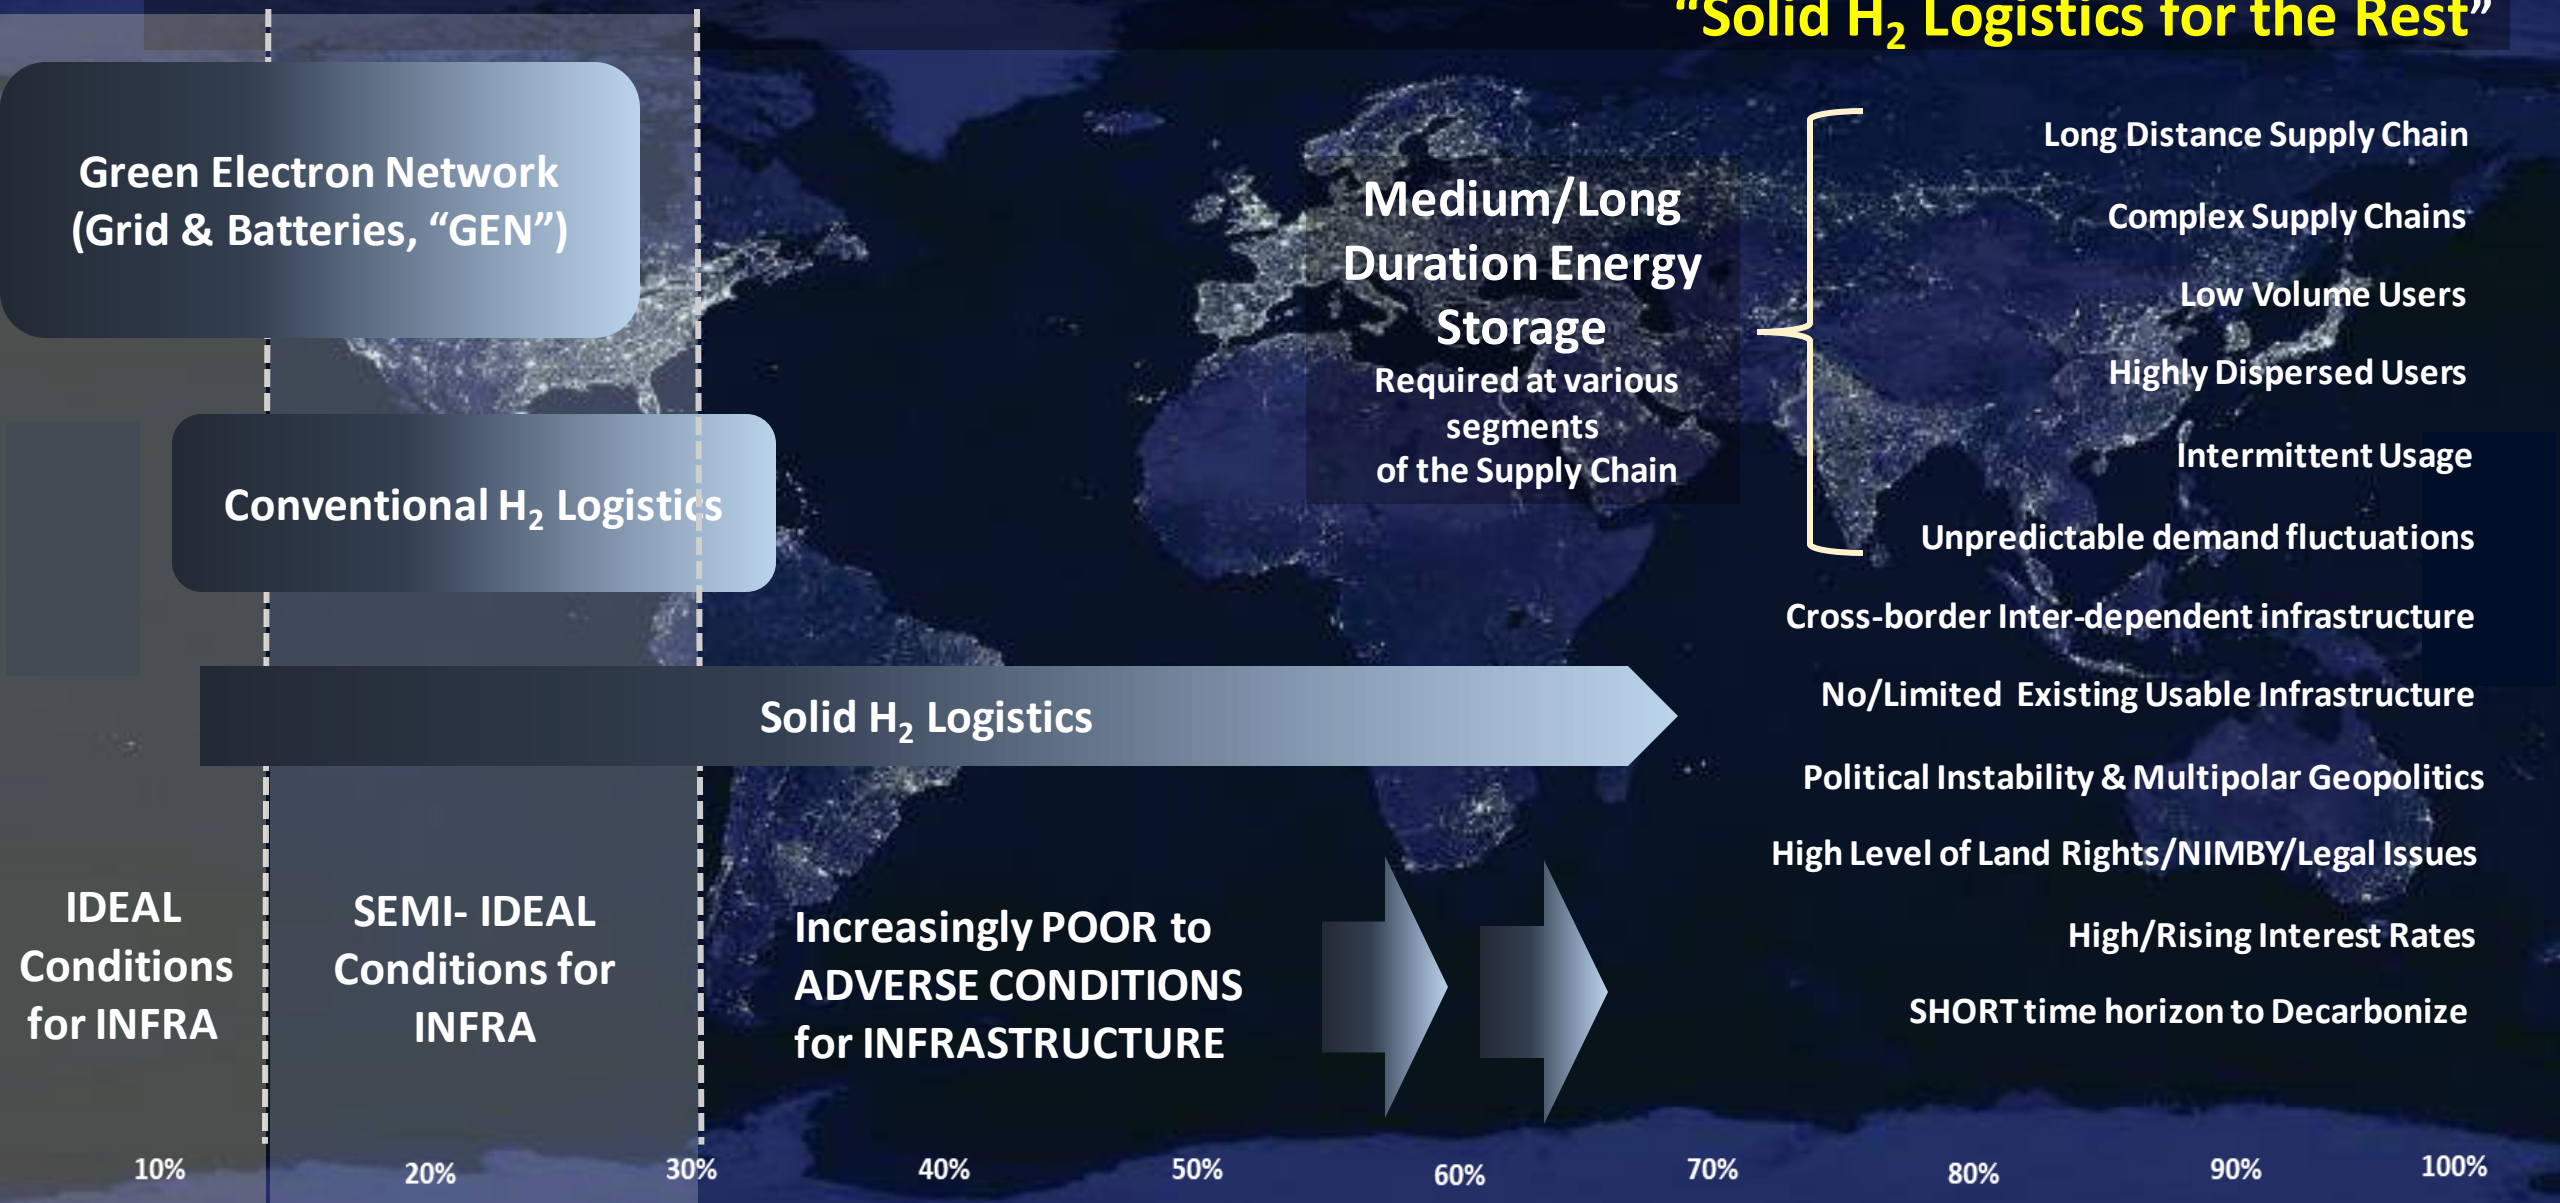 “Solid H₂ Logistics for the Rest”
Green Electron Network
(Grid & Batteries, “GEN”)
Conventional H₂ Logistics
Solid H₂ Logistics
Medium/Long
Duration Energy
Storage
Required at various
segments
of the Supply Chain
Long Distance Supply Chain
Complex Supply Chains
Low Volume Users
Highly Dispersed Users
Intermittent Usage
Unpredictable demand fluctuations
Cross-border Inter-dependent infrastructure
No/Limited Existing Usable Infrastructure
Political Instability & Multipolar Geopolitics
High Level of Land Rights/NIMBY/Legal Issues
High/Rising Interest Rates
SHORT time horizon to Decarbonize
IDEAL
Conditions
for INFRA
SEMI- IDEAL
Conditions for
INFRA
Increasingly POOR to
ADVERSE CONDITIONS
for INFRASTRUCTURE
10% 20% 30% 40% 50% 60% 70% 80% 90% 100%